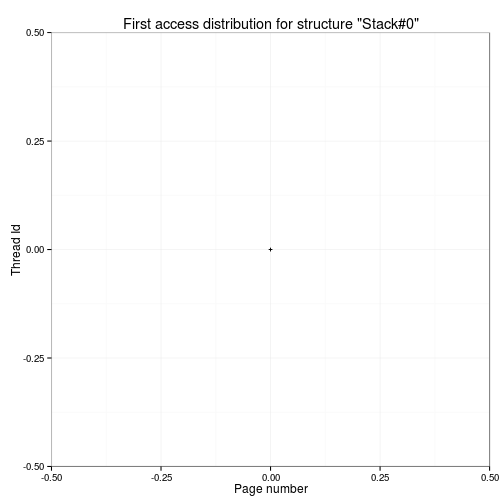 First access distribution for structure "Stack#0"
0.50
0.25
0.00
-0.25
-0.50
Thread Id
-0.50 -0.25 0.00 0.25 0.50
Page number